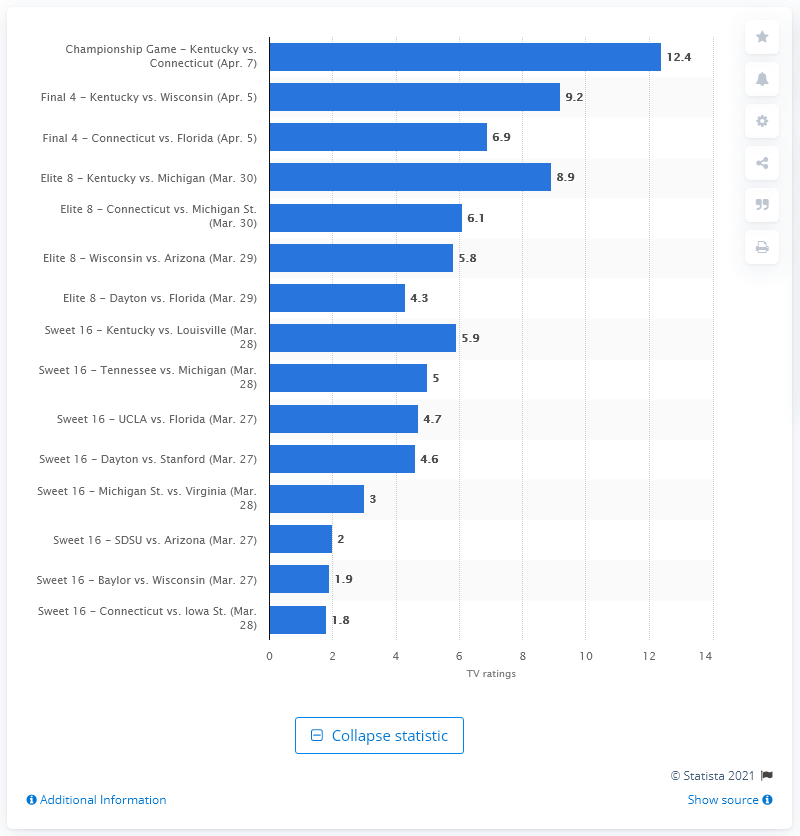 Championship Game – Kentucky vs.
Connecticut (Apr. 7)
12.4
Final 4 – Kentucky vs. Wisconsin (Apr. 5)
9.2
Final 4 – Connecticut vs. Florida (Apr. 5)
6.9
Elite 8 – Kentucky vs. Michigan (Mar. 30)
8.9
Elite 8 – Connecticut vs. Michigan St.
(Mar. 30)
6.1
Elite 8 – Wisconsin vs. Arizona (Mar. 29)
5.8
Elite 8 – Dayton vs. Florida (Mar. 29)
4.3
Sweet 16 – Kentucky vs. Louisville (Mar.
28)
5.9
Sweet 16 – Tennessee vs. Michigan (Mar.
28)
5
Sweet 16 – UCLA vs. Florida (Mar. 27)
4.7
Sweet 16 – Dayton vs. Stanford (Mar. 27)
4.6
Sweet 16 – Michigan St. vs. Virginia (Mar.
28)
3
Sweet 16 – SDSU vs. Arizona (Mar. 27)
2
Sweet 16 – Baylor vs. Wisconsin (Mar. 27)
1.9
Sweet 16 – Connecticut vs. Iowa St. (Mar.
28)
1.8
0 2 4 6 8 10 12 14
TV ratings
Collapse statistic
© Statista 2021
Additional Information
Show source